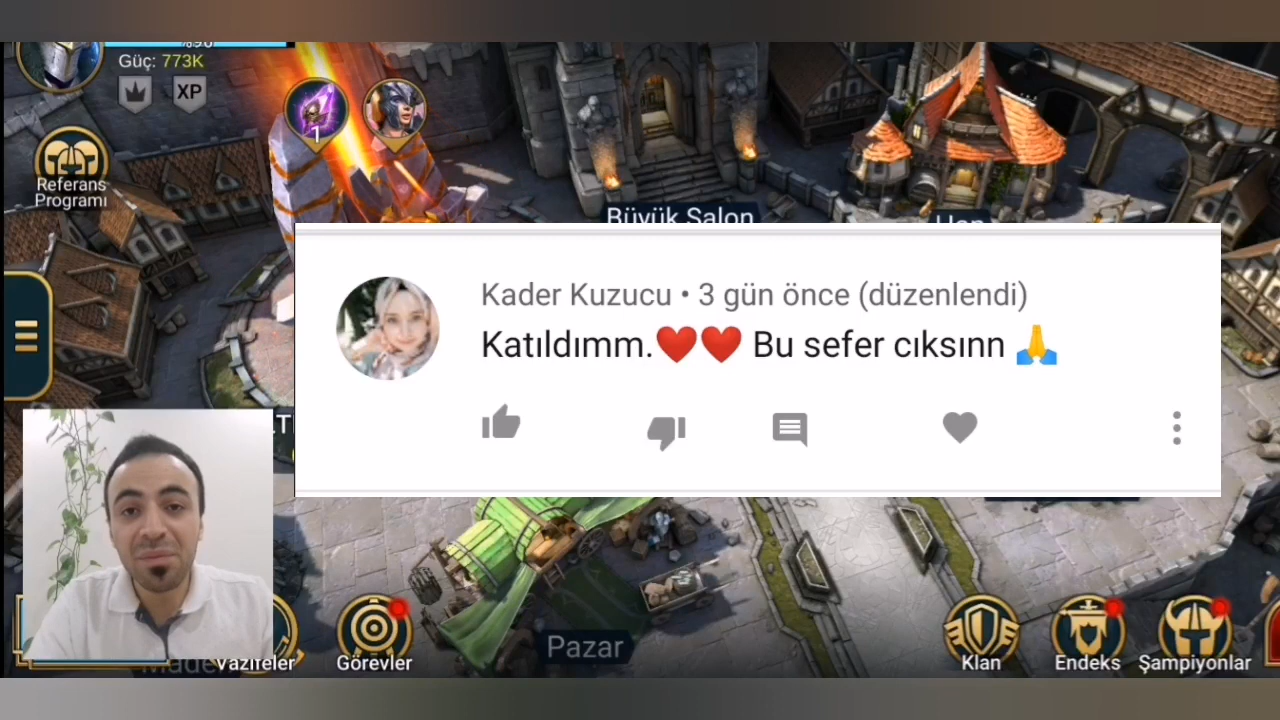 Güç: 773K
XP
1
Referans
Programı
Büyük Salon
Kader Kuzucu • 3 gün önce (düzenlendi)
Katıldımm.❤️❤️ Bu sefer cıksınn 🙏
Pazar
Vazifeler
Görevler
Klan
Endeks
Şampiyonlar